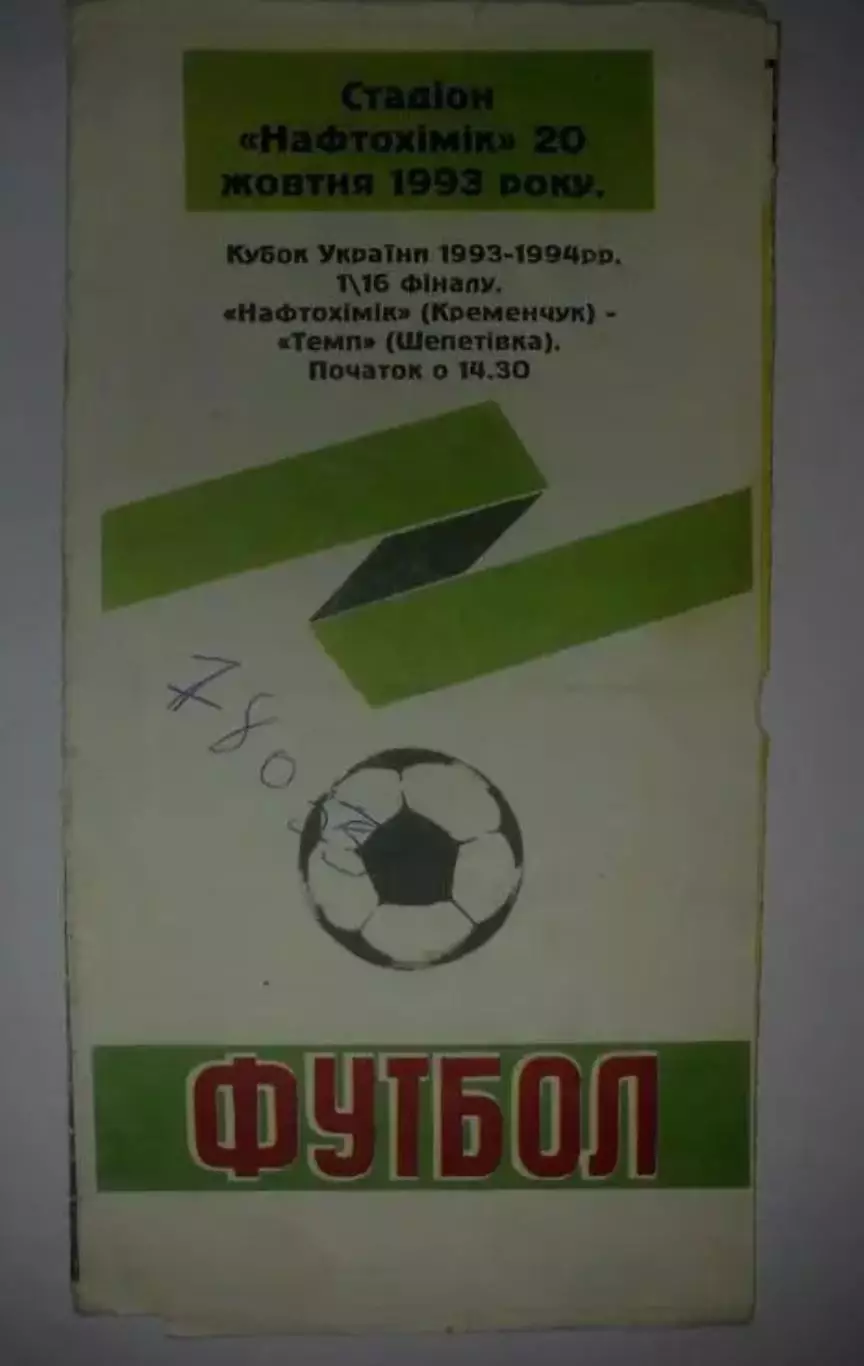 Стадіон
«Нафтохімік» 20
жовтня 1993 року.
Кубок України 1993-1994рр.
1\16 фіналу.
«Нафтохімік» (Кременчук) -
«Темп» (Шепетівка).
Початок о 14.30
780
ФУТБОЛ